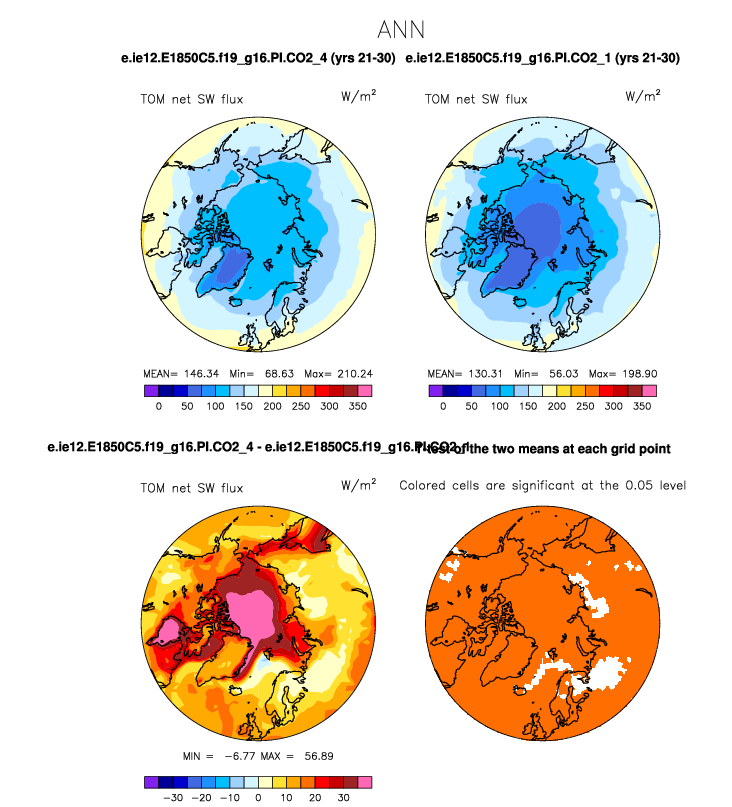 ANN
e.ie12.E1850C5.f19_g16.PI.CO2_4 (yrs 21-30) e.ie12.E1850C5.f19_g16.PI.CO2_1 (yrs 21-30)
TOM net SW flux W/m² TOM net SW flux W/m²
MEAN= 146.34 Min= 68.63 Max= 210.24 MEAN= 130.31 Min= 56.03 Max= 198.90
0 50 100 150 200 250 300 350 0 50 100 150 200 250 300 350
e.ie12.E1850C5.f19_g16.PI.CO2_4 - e.ie12.E1850C5.f19_g16.PI.CO2_1 T-test of the two means at each grid point
TOM net SW flux W/m² Colored cells are significant at the 0.05 level
MIN = -6.77 MAX = 56.89
-30 -20 -10 0 10 20 30